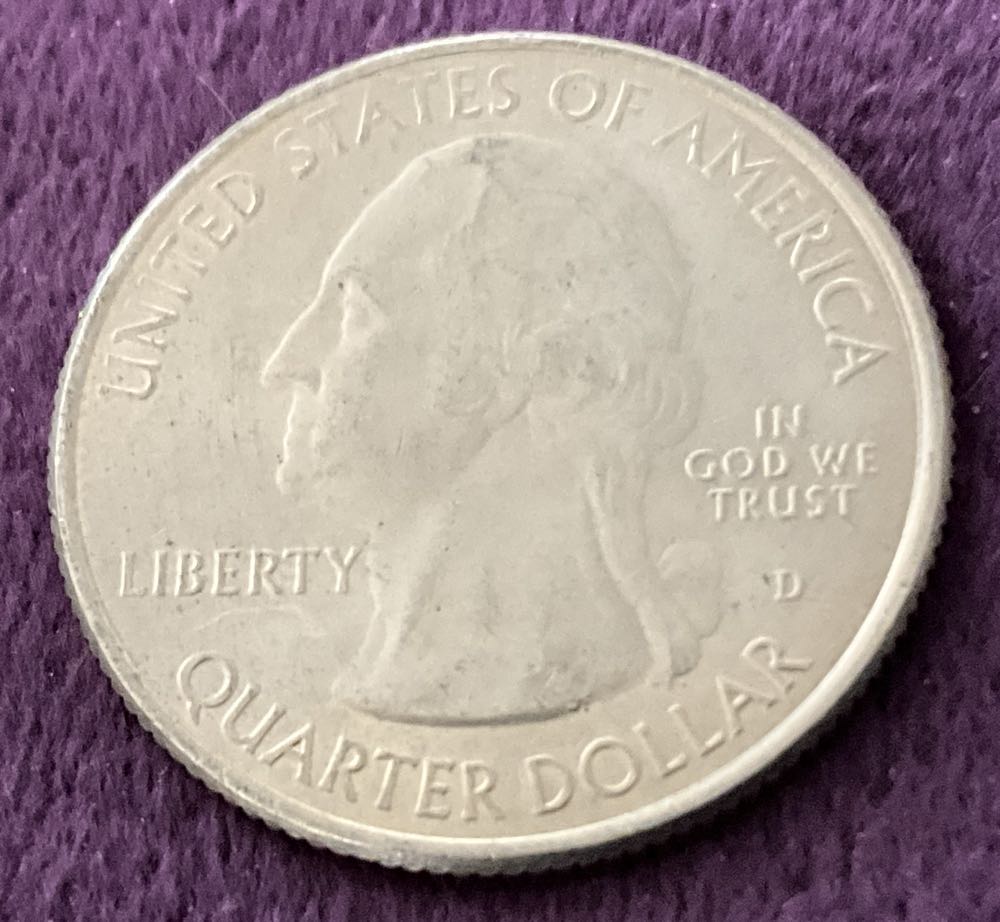 UNITED STATES OF AMERICA
LIBERTY
IN
GOD WE
TRUST
D
QUARTER DOLLAR